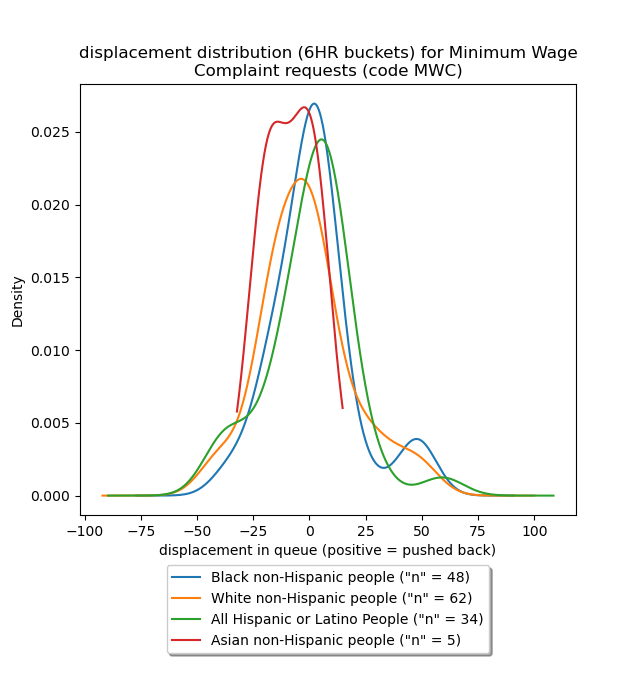 displacement distribution (6HR buckets) for Minimum Wage
Complaint requests (code MWC)
0.025
0.020
0.015
0.010
0.005
0.000
Density
−100
−75
−50
−25
0
25
50
75
100
displacement in queue (positive = pushed back)
Black non-Hispanic people ("n" = 48)
White non-Hispanic people ("n" = 62)
All Hispanic or Latino People ("n" = 34)
Asian non-Hispanic people ("n" = 5)